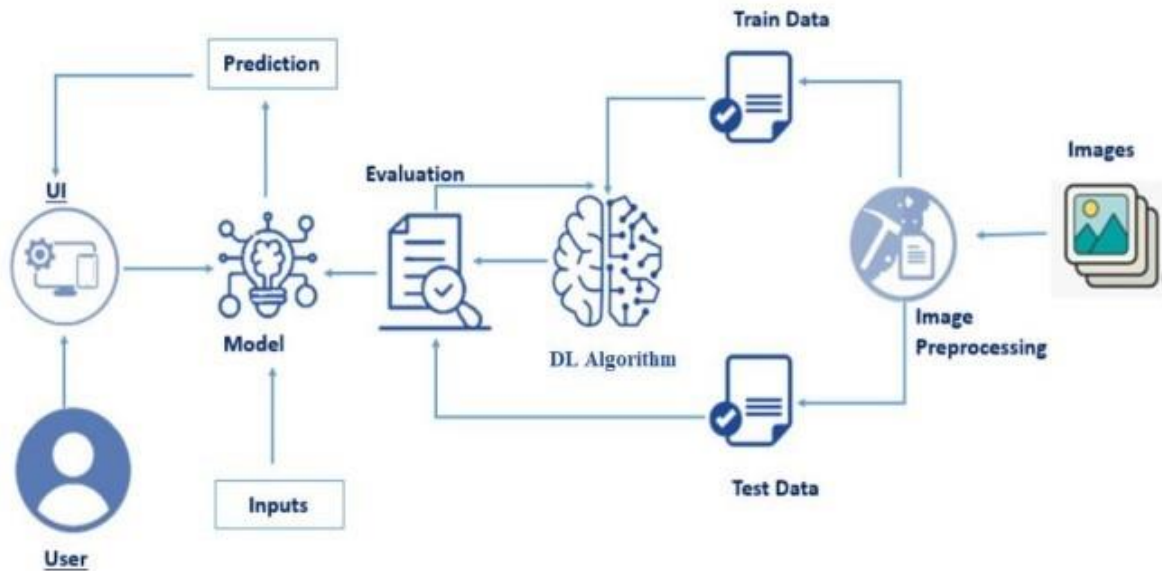 Train Data
Prediction
Images
Evaluation
UI
Image
Preprocessing
Model
DL Algorithm
Test Data
Inputs
User